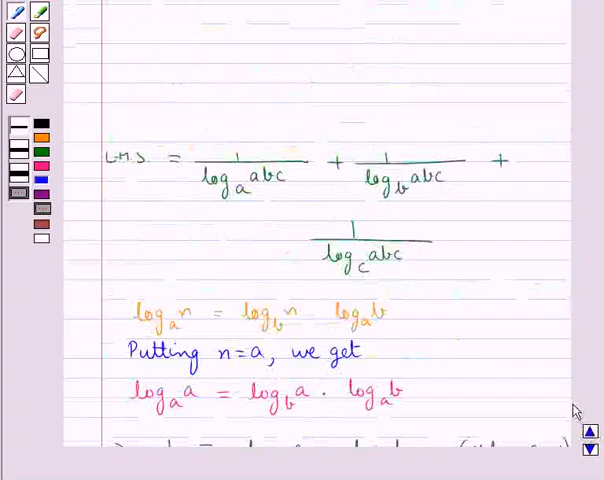 L.H.S = 1/log_a abc + 1/log_b abc +
1/log_c abc
log_a n = log_b n log_a b
Putting n=a, we get
log_a a = log_b a . log_a b